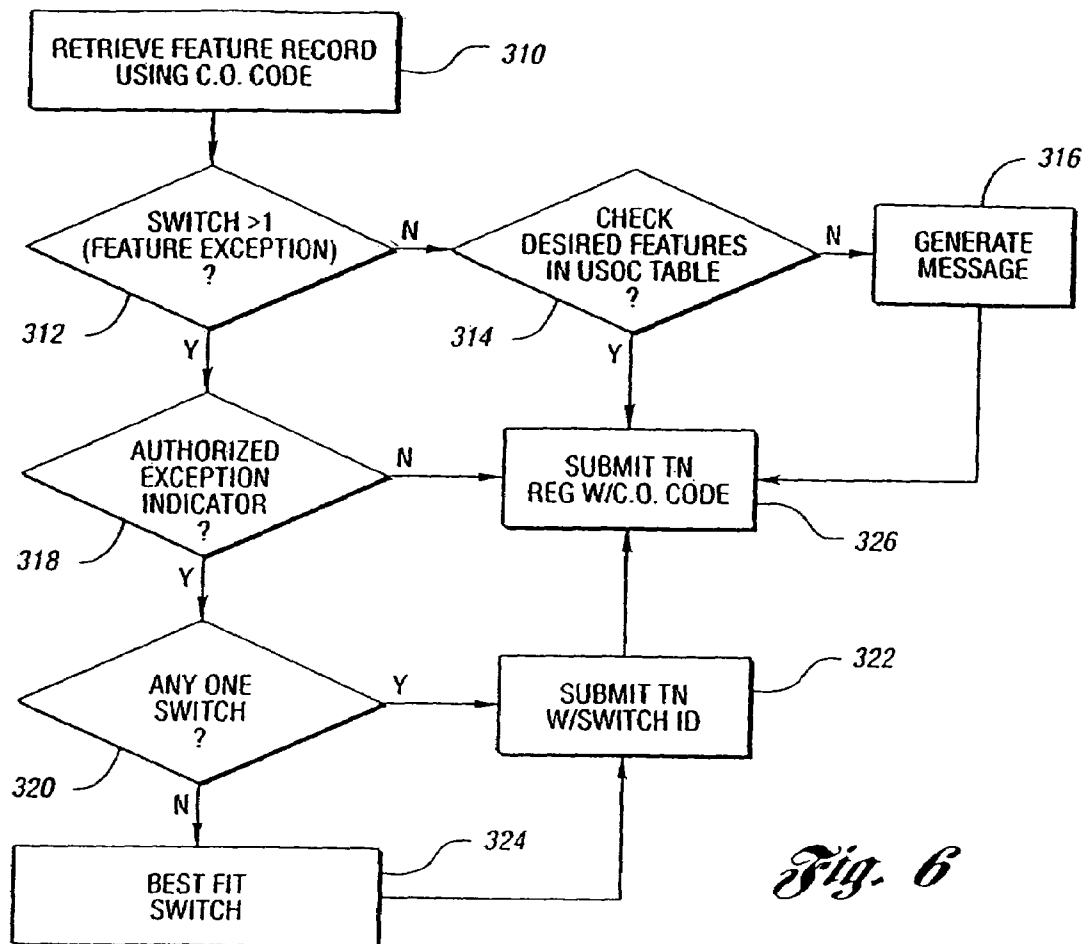 RETRIEVE FEATURE RECORD
USING C.O. CODE
310
SWITCH >1
(FEATURE EXCEPTION)
?
312
N
Y
CHECK
DESIRED FEATURES
IN USOC TABLE
?
314
N
Y
GENERATE
MESSAGE
316
AUTHORIZED
EXCEPTION
INDICATOR
?
318
N
Y
SUBMIT TN
REG W/C.O. CODE
326
ANY ONE
SWITCH
?
320
Y
N
SUBMIT TN
W/SWITCH ID
322
BEST FIT
SWITCH
324
Fig. 6